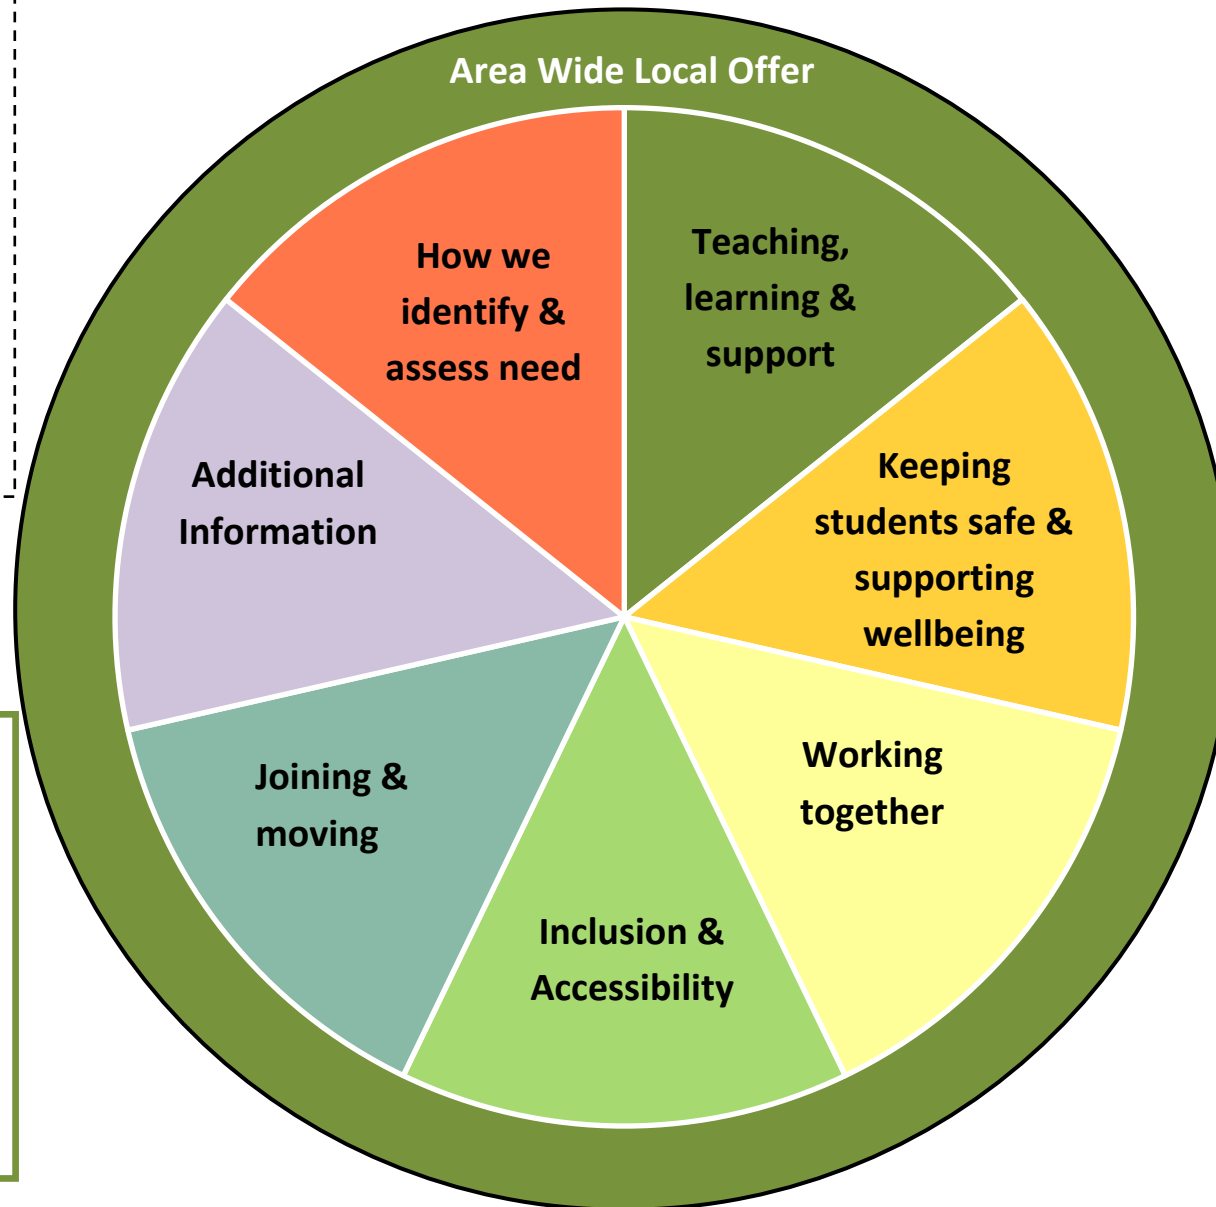 Area Wide Local Offer
How we
identify &
assess need
Teaching,
learning &
support
Keeping
students safe &
supporting
wellbeing
Working
together
Inclusion &
Accessibility
Joining &
moving
Additional
Information